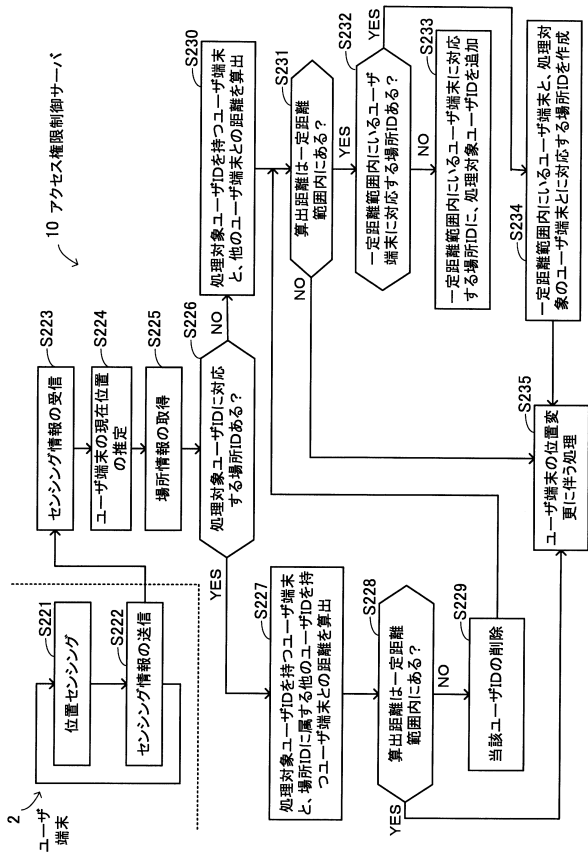 2
ユーザ
端末
S221
位置センシング
S222
センシング情報の送信
10 アクセス権限制御サーバ
S223
センシング情報の受信
S224
ユーザ端末の現在位置
の推定
S225
場所情報の取得
S226
処理対象ユーザIDに対応
する場所IDある？
YES
NO
S227
処理対象ユーザIDを持つユーザ端末
と、場所IDに属する他のユーザIDを持
つユーザ端末との距離を算出
S228
算出距離は一定距離
範囲内にある？
YES
NO
S229
当該ユーザIDの削除
S230
処理対象ユーザIDを持つユーザ端末
と、他のユーザ端末との距離を算出
S231
算出距離は一定距離
範囲内にある？
NO
YES
S232
一定距離範囲内にいるユーザ
端末に対応する場所IDある？
YES
NO
S233
一定距離範囲内にいるユーザ端末に対応
する場所IDに、処理対象ユーザIDを追加
S234
一定距離範囲内にいるユーザ端末と、処理対
象のユーザ端末とに対応する場所IDを作成
S235
ユーザ端末の位置変
更に伴う処理